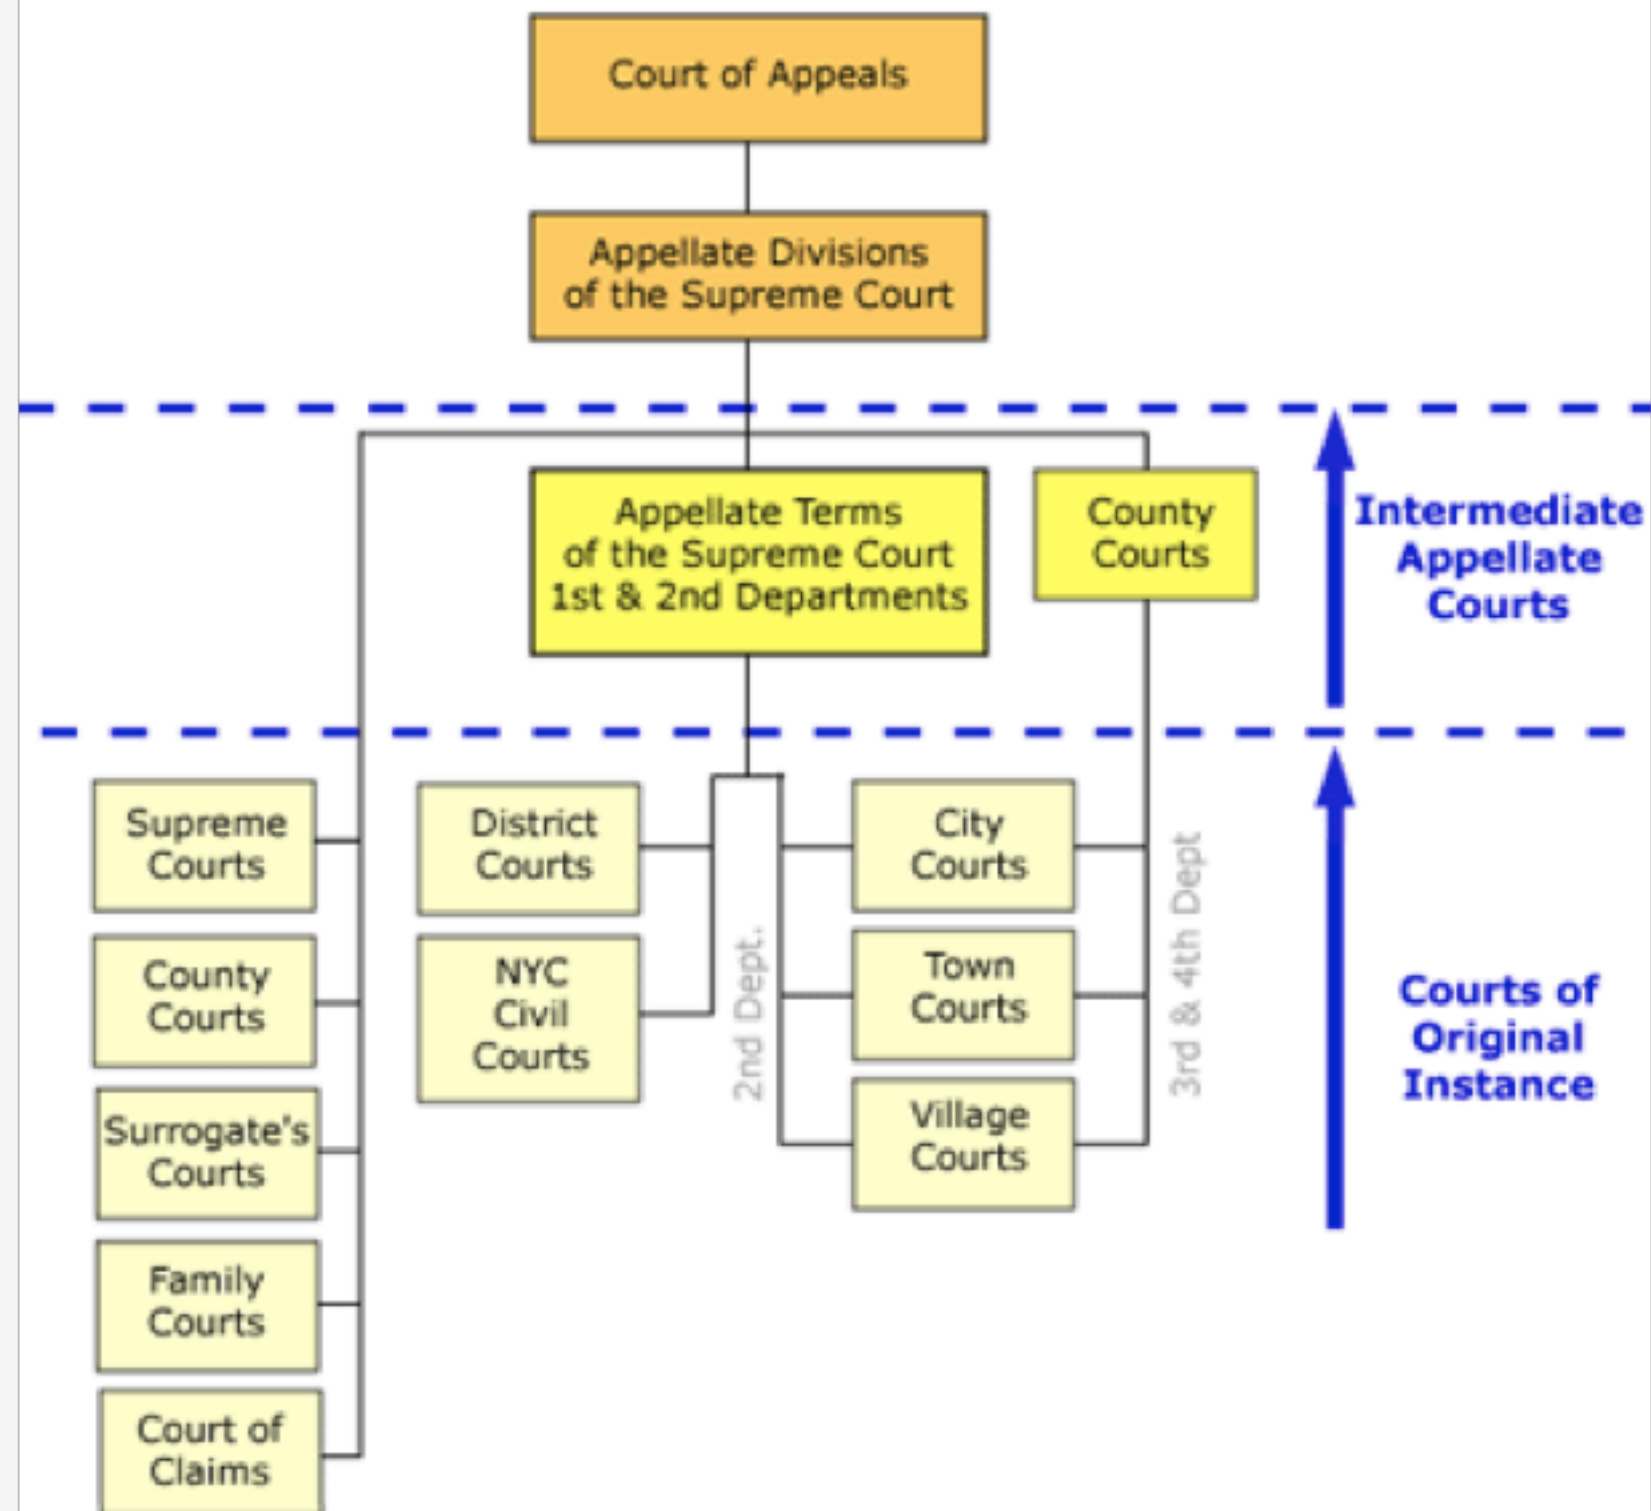 Court of Appeals
Appellate Divisions
of the Supreme Court
Appellate Terms
of the Supreme Court
1st & 2nd Departments
County
Courts
Intermediate
Appellate
Courts
Supreme
Courts
County
Courts
Surrogate's
Courts
Family
Courts
Court of
Claims
District
Courts
NYC
Civil
Courts
2nd Dept.
City
Courts
Town
Courts
Village
Courts
3rd & 4th Dept
Courts of
Original
Instance